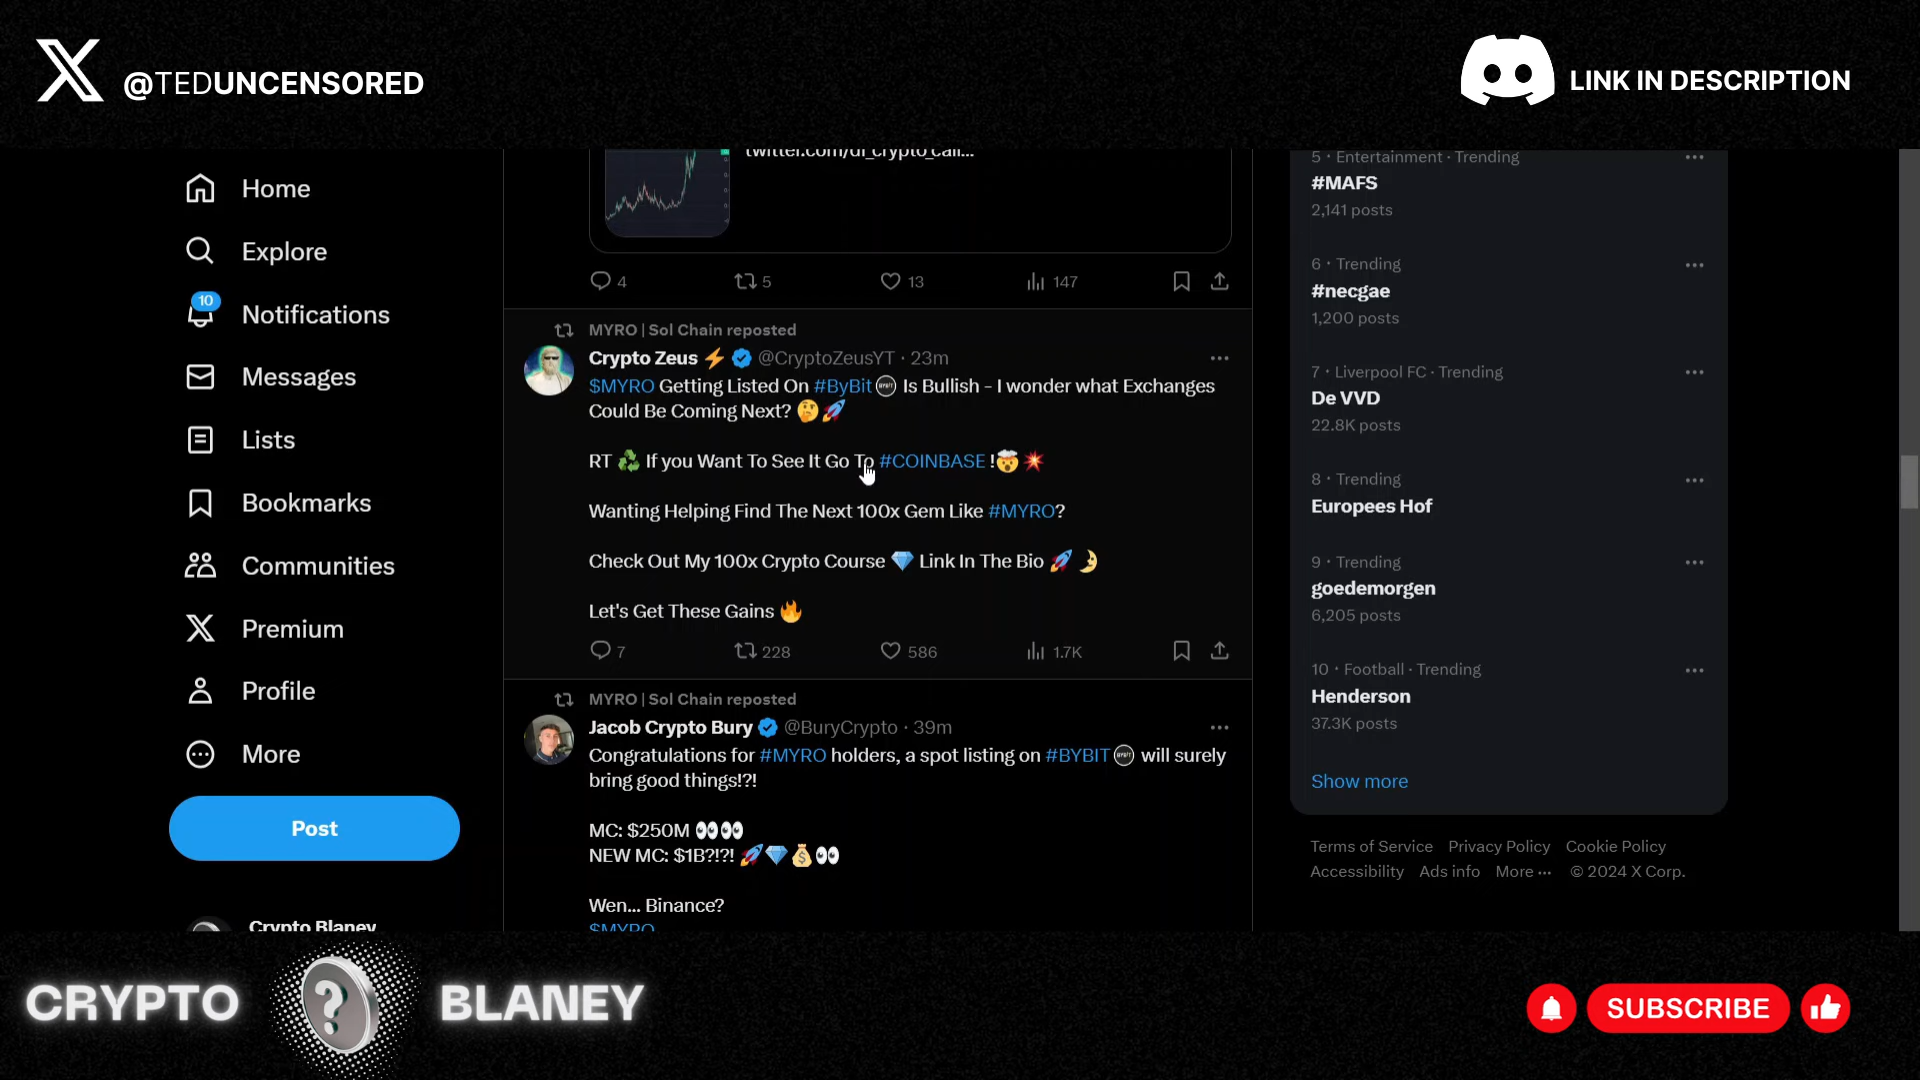 @TEDUNCENSORED
LINK IN DESCRIPTION
Home
Explore
10
Notifications
Messages
Lists
Bookmarks
Communities
Premium
Profile
More
Post
Crypto Blaney
twitter.com/dr_crypto_call...
4
5
13
147
MYRO | Sol Chain reposted
Crypto Zeus ⚡ @CryptoZeusYT · 23m
$MYRO Getting Listed On #ByBit Is Bullish - I wonder what Exchanges
Could Be Coming Next? 🤔🚀
RT ♻️ If you Want To See It Go To #COINBASE !🤯💥
Wanting Helping Find The Next 100x Gem Like #MYRO?
Check Out My 100x Crypto Course 💎 Link In The Bio 🚀🌛
Let's Get These Gains 🔥
7
228
586
1.7K
MYRO | Sol Chain reposted
Jacob Crypto Bury @BuryCrypto · 39m
Congratulations for #MYRO holders, a spot listing on #BYBIT will surely
bring good things!?!
MC: $250M 👀👀
NEW MC: $1B?!?! 🚀💎💰👀
Wen... Binance?
$MYRO
5 · Entertainment · Trending
#MAFS
2,141 posts
6 · Trending
#necgae
1,200 posts
7 · Liverpool FC · Trending
De VVD
22.8K posts
8 · Trending
Europees Hof
9 · Trending
goedemorgen
6,205 posts
10 · Football · Trending
Henderson
37.3K posts
Show more
Terms of Service Privacy Policy Cookie Policy
Accessibility Ads info More ··· © 2024 X Corp.
CRYPTO ? BLANEY
SUBSCRIBE